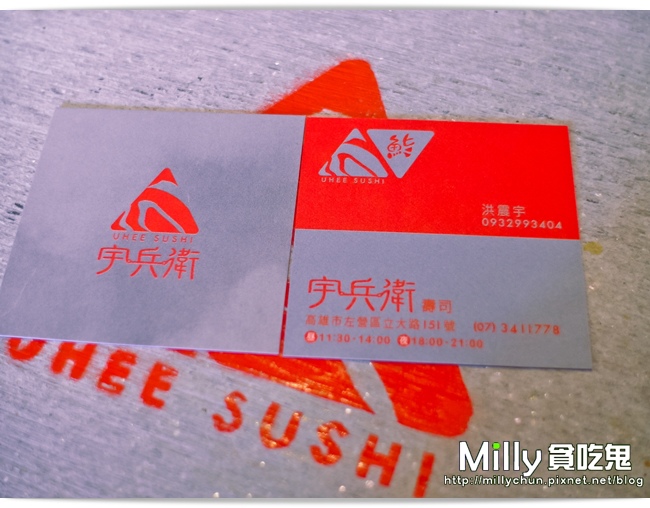 UHEE SUSHI
宇兵衛
鮨
UHEE SUSHI
洪震宇
0932993404
宇兵衛 壽司
高雄市左營區立大路151號 (07) 3411778
11:30-14:00 18:00-21:00
UHEE SUSHI
Milly 貪吃鬼
http://millychun.pixnet.net/blog